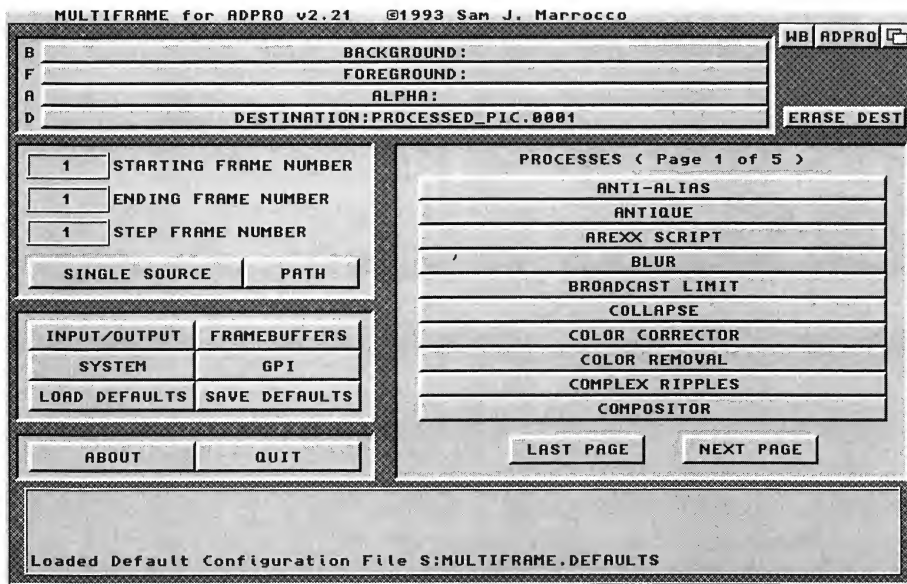 MULTIFRAME for ADPRO v2.21 ©1993 Sam J. Marrocco
WB ADPRO
B BACKGROUND:
F FOREGROUND:
A ALPHA:
D DESTINATION:PROCESSED_PIC.0001
ERASE DEST
1 STARTING FRAME NUMBER
1 ENDING FRAME NUMBER
1 STEP FRAME NUMBER
SINGLE SOURCE PATH
INPUT/OUTPUT FRAMEBUFFERS
SYSTEM GPI
LOAD DEFAULTS SAVE DEFAULTS
ABOUT QUIT
PROCESSES ( Page 1 of 5 )
ANTI-ALIAS
ANTIQUE
AREXX SCRIPT
BLUR
BROADCAST LIMIT
COLLAPSE
COLOR CORRECTOR
COLOR REMOVAL
COMPLEX RIPPLES
COMPOSITOR
LAST PAGE NEXT PAGE
Loaded Default Configuration File S:MULTIFRAME.DEFAULTS